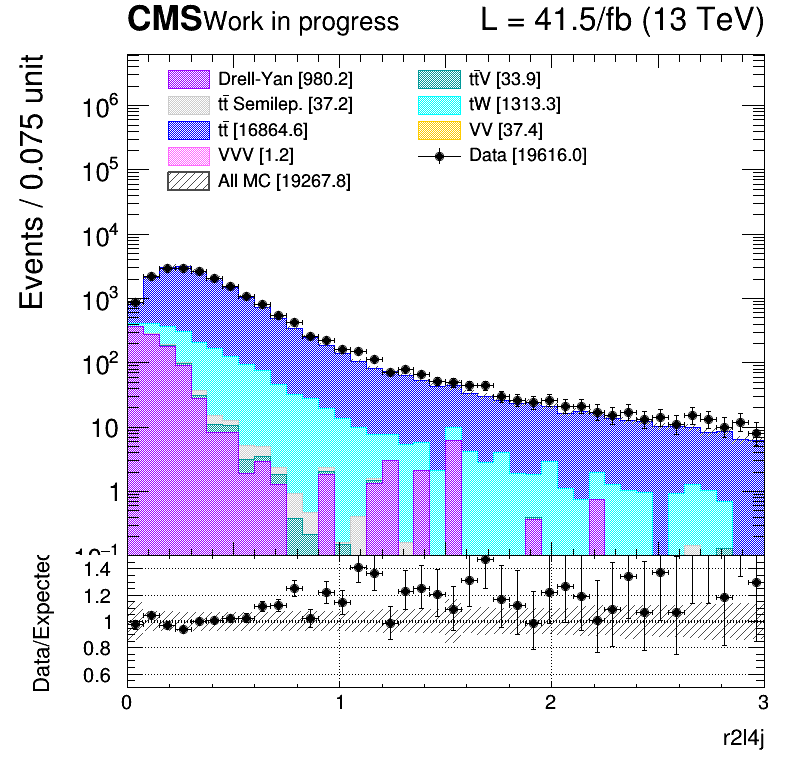 CMS Work in progress L = 41.5/fb (13 TeV)
Events / 0.075 unit
Drell-Yan [980.2] tt̄V [33.9]
tt̄ Semilep. [37.2] tW [1313.3]
tt̄ [16864.6] VV [37.4]
VVV [1.2] Data [19616.0]
All MC [19267.8]
10⁶
10⁵
10⁴
10³
10²
10
1
10⁻¹
Data/Expected
1.4
1.2
1
0.8
0.6
0 1 2 3
r2l4j